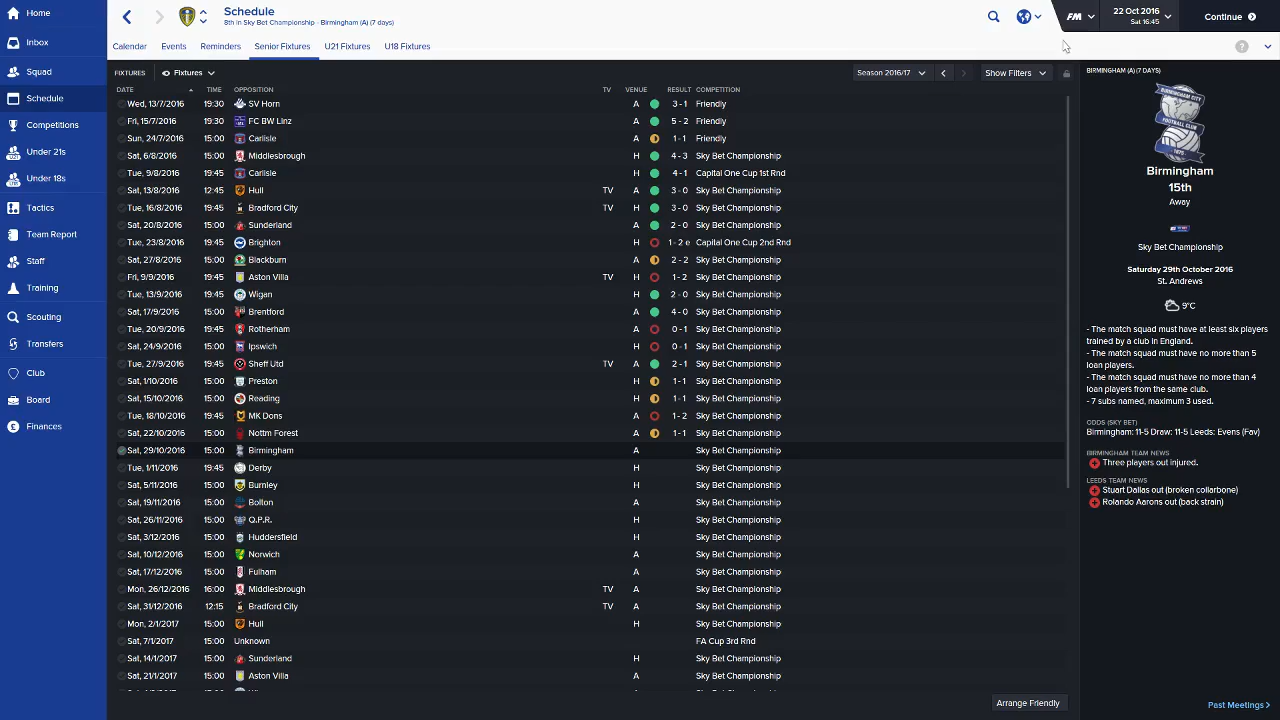 Home
Inbox
Squad
Schedule
Competitions
Under 21s
Under 18s
Tactics
Team Report
Staff
Training
Scouting
Transfers
Club
Board
Finances
Schedule
8th in Sky Bet Championship - Birmingham (A) (7 days)
FM
22 Oct 2016
Sat 16:45
Continue
Calendar Events Reminders Senior Fixtures U21 Fixtures U18 Fixtures
FIXTURES Fixtures Season 2016/17 Show Filters
DATE TIME OPPOSITION TV VENUE RESULT COMPETITION
Wed, 13/7/2016 19:30 SV Horn A 3-1 Friendly
Fri, 15/7/2016 19:30 FC BW Linz A 5-2 Friendly
Sun, 24/7/2016 15:00 Carlisle A 1-1 Friendly
Sat, 6/8/2016 15:00 Middlesbrough H 4-3 Sky Bet Championship
Tue, 9/8/2016 19:45 Carlisle H 4-1 Capital One Cup 1st Rnd
Sat, 13/8/2016 12:45 Hull TV A 3-0 Sky Bet Championship
Tue, 16/8/2016 19:45 Bradford City TV H 3-0 Sky Bet Championship
Sat, 20/8/2016 15:00 Sunderland A 2-0 Sky Bet Championship
Tue, 23/8/2016 19:45 Brighton H 1-2 e Capital One Cup 2nd Rnd
Sat, 27/8/2016 15:00 Blackburn A 2-2 Sky Bet Championship
Fri, 9/9/2016 19:45 Aston Villa TV H 1-2 Sky Bet Championship
Tue, 13/9/2016 19:45 Wigan H 2-0 Sky Bet Championship
Sat, 17/9/2016 15:00 Brentford A 4-0 Sky Bet Championship
Tue, 20/9/2016 19:45 Rotherham A 0-1 Sky Bet Championship
Sat, 24/9/2016 15:00 Ipswich H 0-1 Sky Bet Championship
Tue, 27/9/2016 19:45 Sheff Utd TV A 2-1 Sky Bet Championship
Sat, 1/10/2016 15:00 Preston H 1-1 Sky Bet Championship
Sat, 15/10/2016 15:00 Reading H 1-1 Sky Bet Championship
Tue, 18/10/2016 19:45 MK Dons A 1-2 Sky Bet Championship
Sat, 22/10/2016 15:00 Nottm Forest A 1-1 Sky Bet Championship
Sat, 29/10/2016 15:00 Birmingham A Sky Bet Championship
Tue, 1/11/2016 19:45 Derby H Sky Bet Championship
Sat, 5/11/2016 15:00 Burnley H Sky Bet Championship
Sat, 19/11/2016 15:00 Bolton A Sky Bet Championship
Sat, 26/11/2016 15:00 Q.P.R. H Sky Bet Championship
Sat, 3/12/2016 15:00 Huddersfield H Sky Bet Championship
Sat, 10/12/2016 15:00 Norwich A Sky Bet Championship
Sat, 17/12/2016 15:00 Fulham A Sky Bet Championship
Mon, 26/12/2016 16:00 Middlesbrough TV A Sky Bet Championship
Sat, 31/12/2016 12:15 Bradford City TV A Sky Bet Championship
Mon, 2/1/2017 15:00 Hull H Sky Bet Championship
Sat, 7/1/2017 15:00 Unknown FA Cup 3rd Rnd
Sat, 14/1/2017 15:00 Sunderland H Sky Bet Championship
Sat, 21/1/2017 15:00 Aston Villa A Sky Bet Championship
Arrange Friendly
BIRMINGHAM (A) (7 DAYS)
BIRMINGHAM CITY
FOOTBALL CLUB
1875
Birmingham
15th
Away
Sky Bet Championship
Saturday 29th October 2016
St. Andrews
9°C
- The match squad must have at least six players
trained by a club in England.
- The match squad must have no more than 5
loan players.
- The match squad must have no more than 4
loan players from the same club.
- 7 subs named, maximum 3 used.
ODDS (SKY BET)
Birmingham: 11-5 Draw: 11-5 Leeds: Evens (Fav)
BIRMINGHAM TEAM NEWS
Three players out injured.
LEEDS TEAM NEWS
Stuart Dallas out (broken collarbone)
Rolando Aarons out (back strain)
Past Meetings >